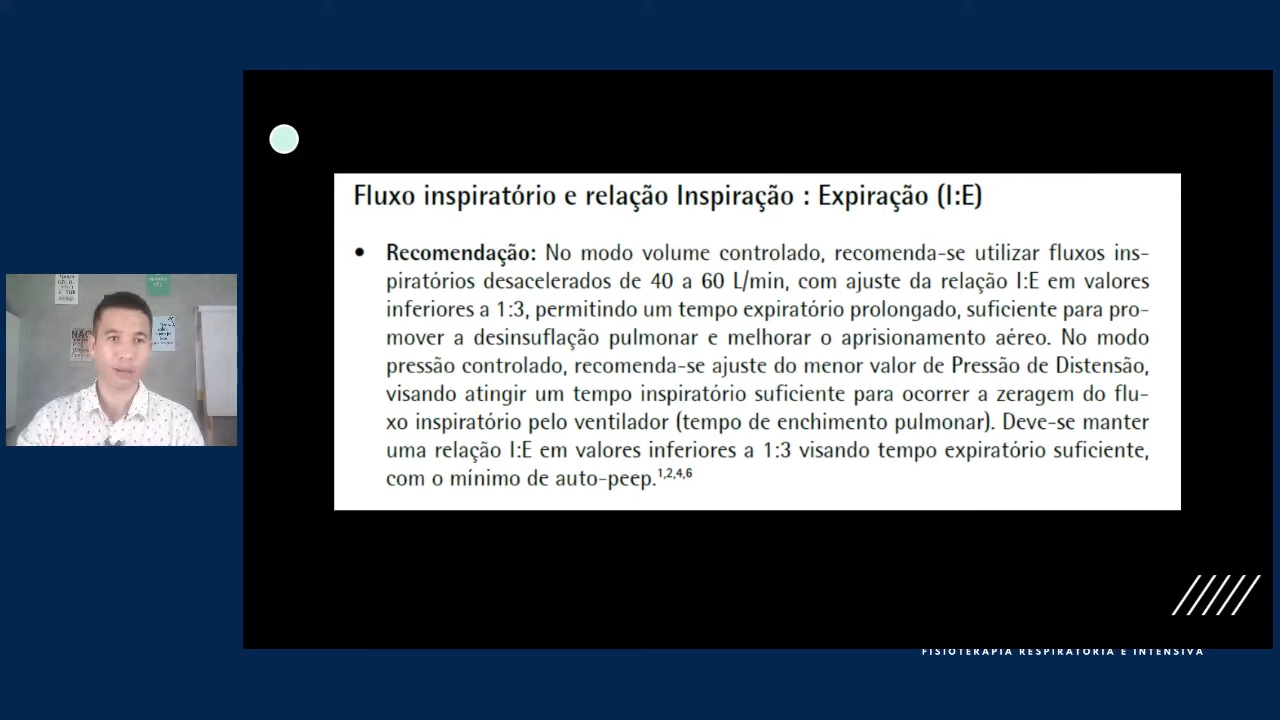 Fluxo inspiratório e relação Inspiração : Expiração (I:E)
• Recomendação: No modo volume controlado, recomenda-se utilizar fluxos ins-
piratórios desacelerados de 40 a 60 L/min, com ajuste da relação I:E em valores
inferiores a 1:3, permitindo um tempo expiratório prolongado, suficiente para pro-
mover a desinsuflação pulmonar e melhorar o aprisionamento aéreo. No modo
pressão controlado, recomenda-se ajuste do menor valor de Pressão de Distensão,
visando atingir um tempo inspiratório suficiente para ocorrer a zeragem do flu-
xo inspiratório pelo ventilador (tempo de enchimento pulmonar). Deve-se manter
uma relação I:E em valores inferiores a 1:3 visando tempo expiratório suficiente,
com o mínimo de auto-peep.1,2,4,6
FISIOTERAPIA RESPIRATÓRIA E INTENSIVA